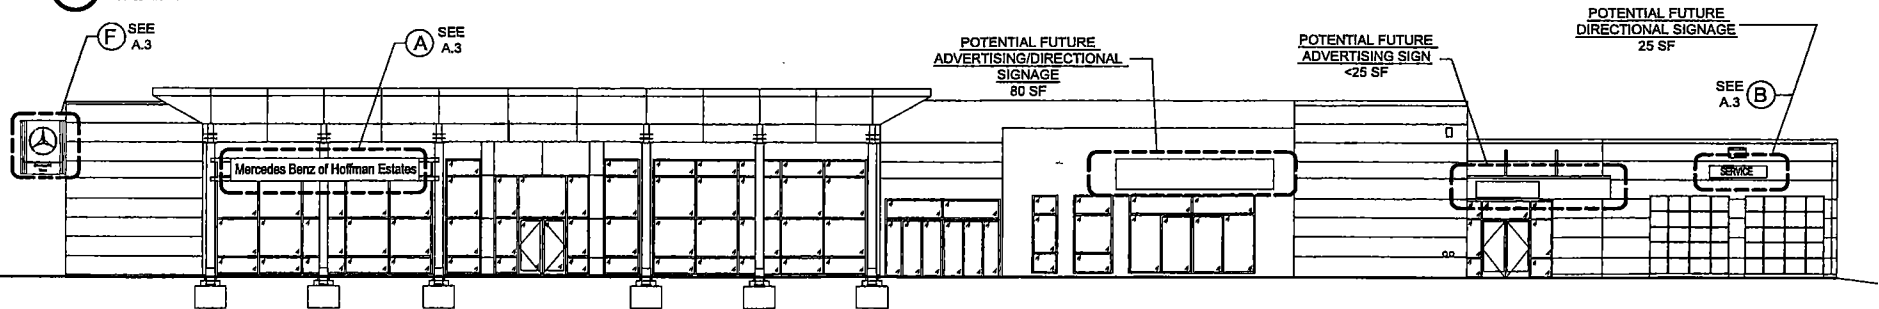 F SEE
A.3
A SEE
A.3
POTENTIAL FUTURE
ADVERTISING/DIRECTIONAL
SIGNAGE
80 SF
POTENTIAL FUTURE
ADVERTISING SIGN
<25 SF
POTENTIAL FUTURE
DIRECTIONAL SIGNAGE
25 SF
SEE
A.3 B
Mercedes Benz of Hoffman Estates
SERVICE